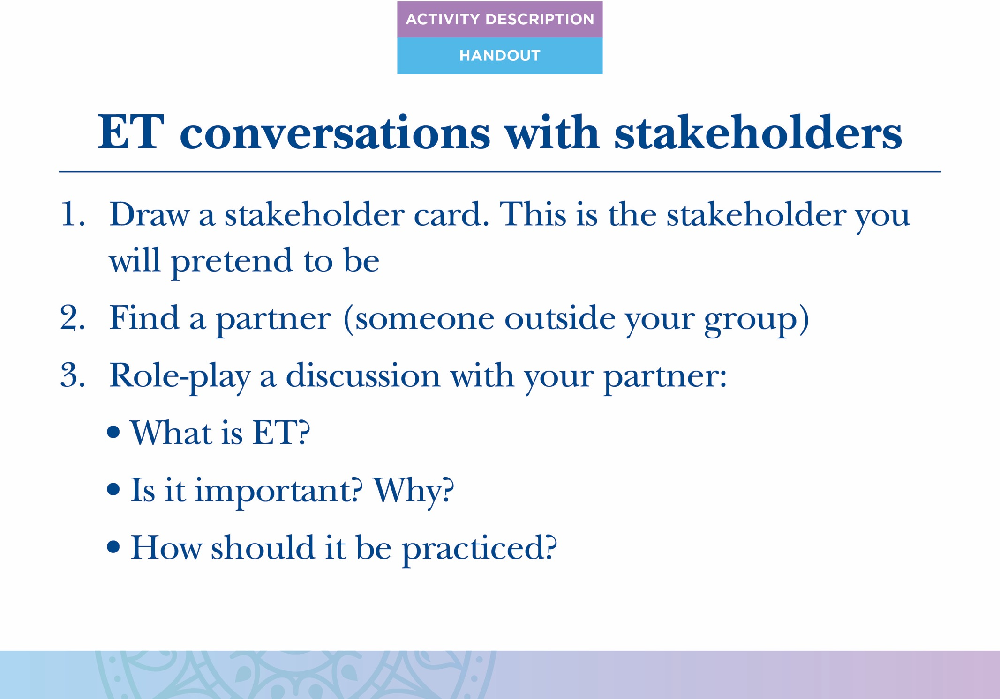 ACTIVITY DESCRIPTION
HANDOUT
ET conversations with stakeholders
1. Draw a stakeholder card. This is the stakeholder you
will pretend to be
2. Find a partner (someone outside your group)
3. Role-play a discussion with your partner:
• What is ET?
• Is it important? Why?
• How should it be practiced?